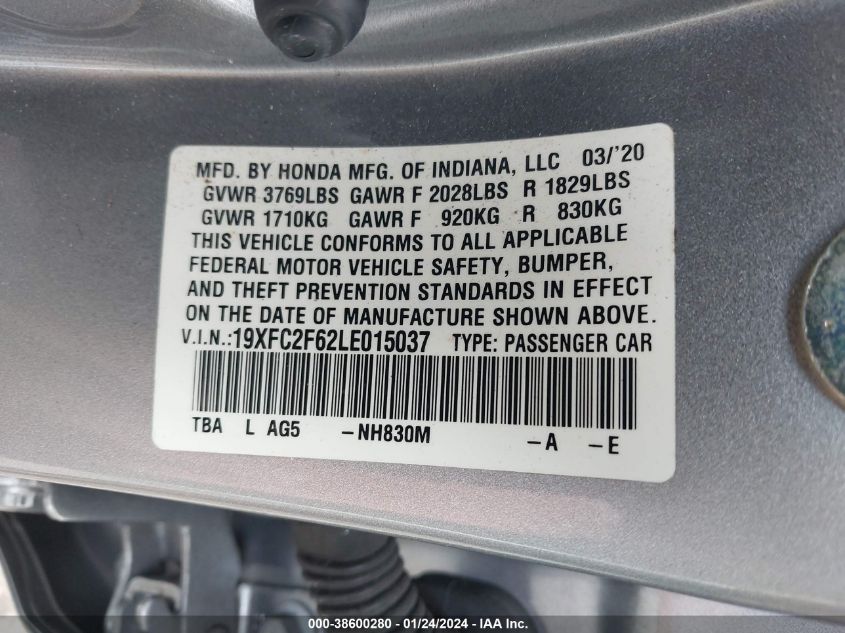 MFD. BY HONDA MFG. OF INDIANA, LLC 03/'20
GVWR 3769LBS GAWR F 2028LBS R 1829LBS
GVWR 1710KG GAWR F 920KG R 830KG
THIS VEHICLE CONFORMS TO ALL APPLICABLE
FEDERAL MOTOR VEHICLE SAFETY, BUMPER,
AND THEFT PREVENTION STANDARDS IN EFFECT
ON THE DATE OF MANUFACTURE SHOWN ABOVE.
V.I.N.:19XFC2F62LE015037 TYPE: PASSENGER CAR
TBA L AG5 -NH830M -A -E
000-38600280 - 01/24/2024 - IAA Inc.